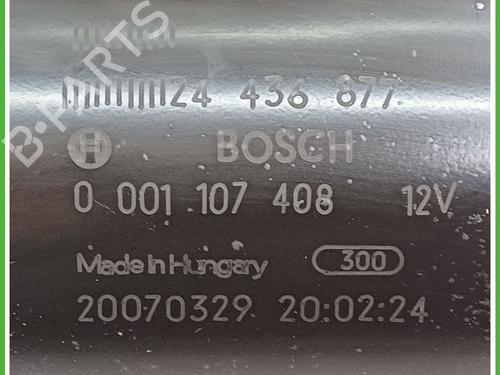 24 436 877
BOSCH
0 001 107 408 12V
Made in Hungary 300
20070329 20:02:24
B-PARTS